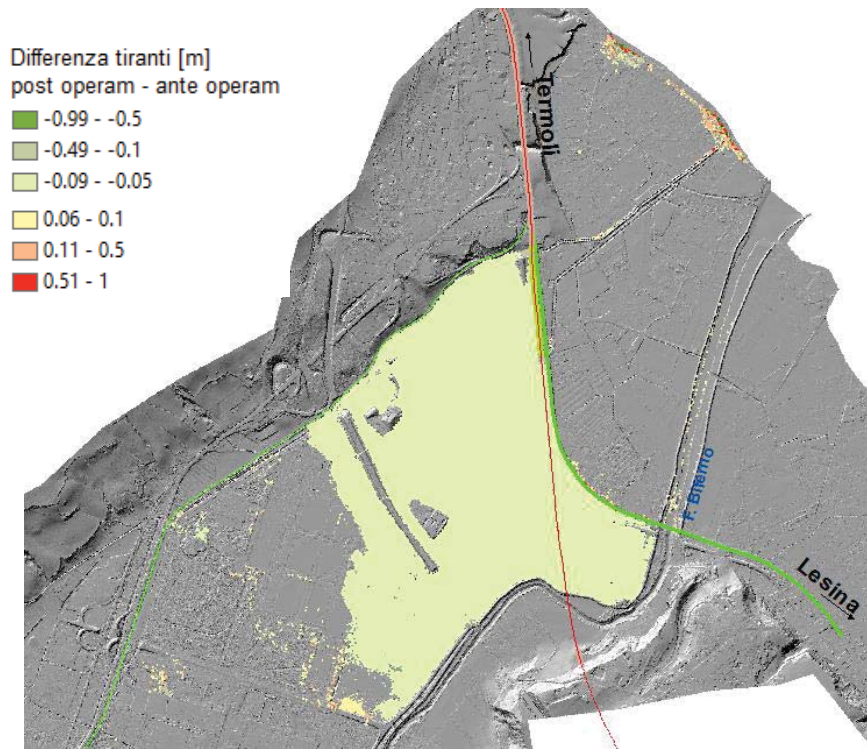 Differenza tiranti [m]
post operam - ante operam
-0.99 - -0.5
-0.49 - -0.1
-0.09 - -0.05
0.06 - 0.1
0.11 - 0.5
0.51 - 1
Termoli
F. Biferno
Lesina